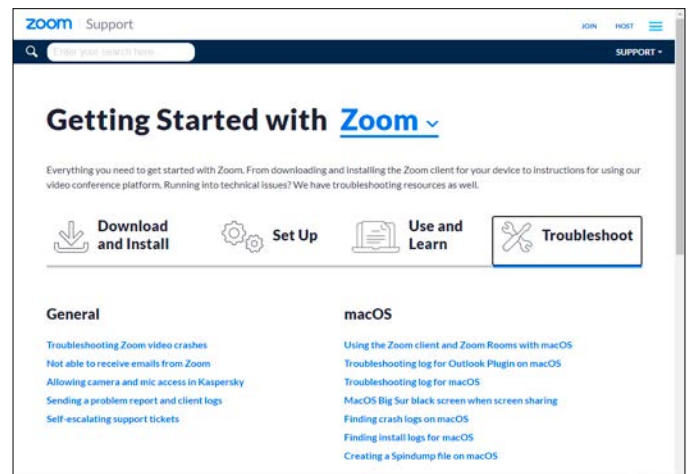 zoom Support
JOIN HOST
Enter your search here...
SUPPORT
Getting Started with Zoom
Everything you need to get started with Zoom. From downloading and installing the Zoom client for your device to instructions for using our
video conference platform. Running into technical issues? We have troubleshooting resources as well.
Download
and Install
Set Up
Use and
Learn
Troubleshoot
General
Troubleshooting Zoom video crashes
Not able to receive emails from Zoom
Allowing camera and mic access in Kaspersky
Sending a problem report and client logs
Self-escalating support tickets
macOS
Using the Zoom client and Zoom Rooms with macOS
Troubleshooting log for Outlook Plugin on macOS
Troubleshooting log for macOS
MacOS Big Sur black screen when screen sharing
Finding crash logs on macOS
Finding install logs for macOS
Creating a Spindump file on macOS